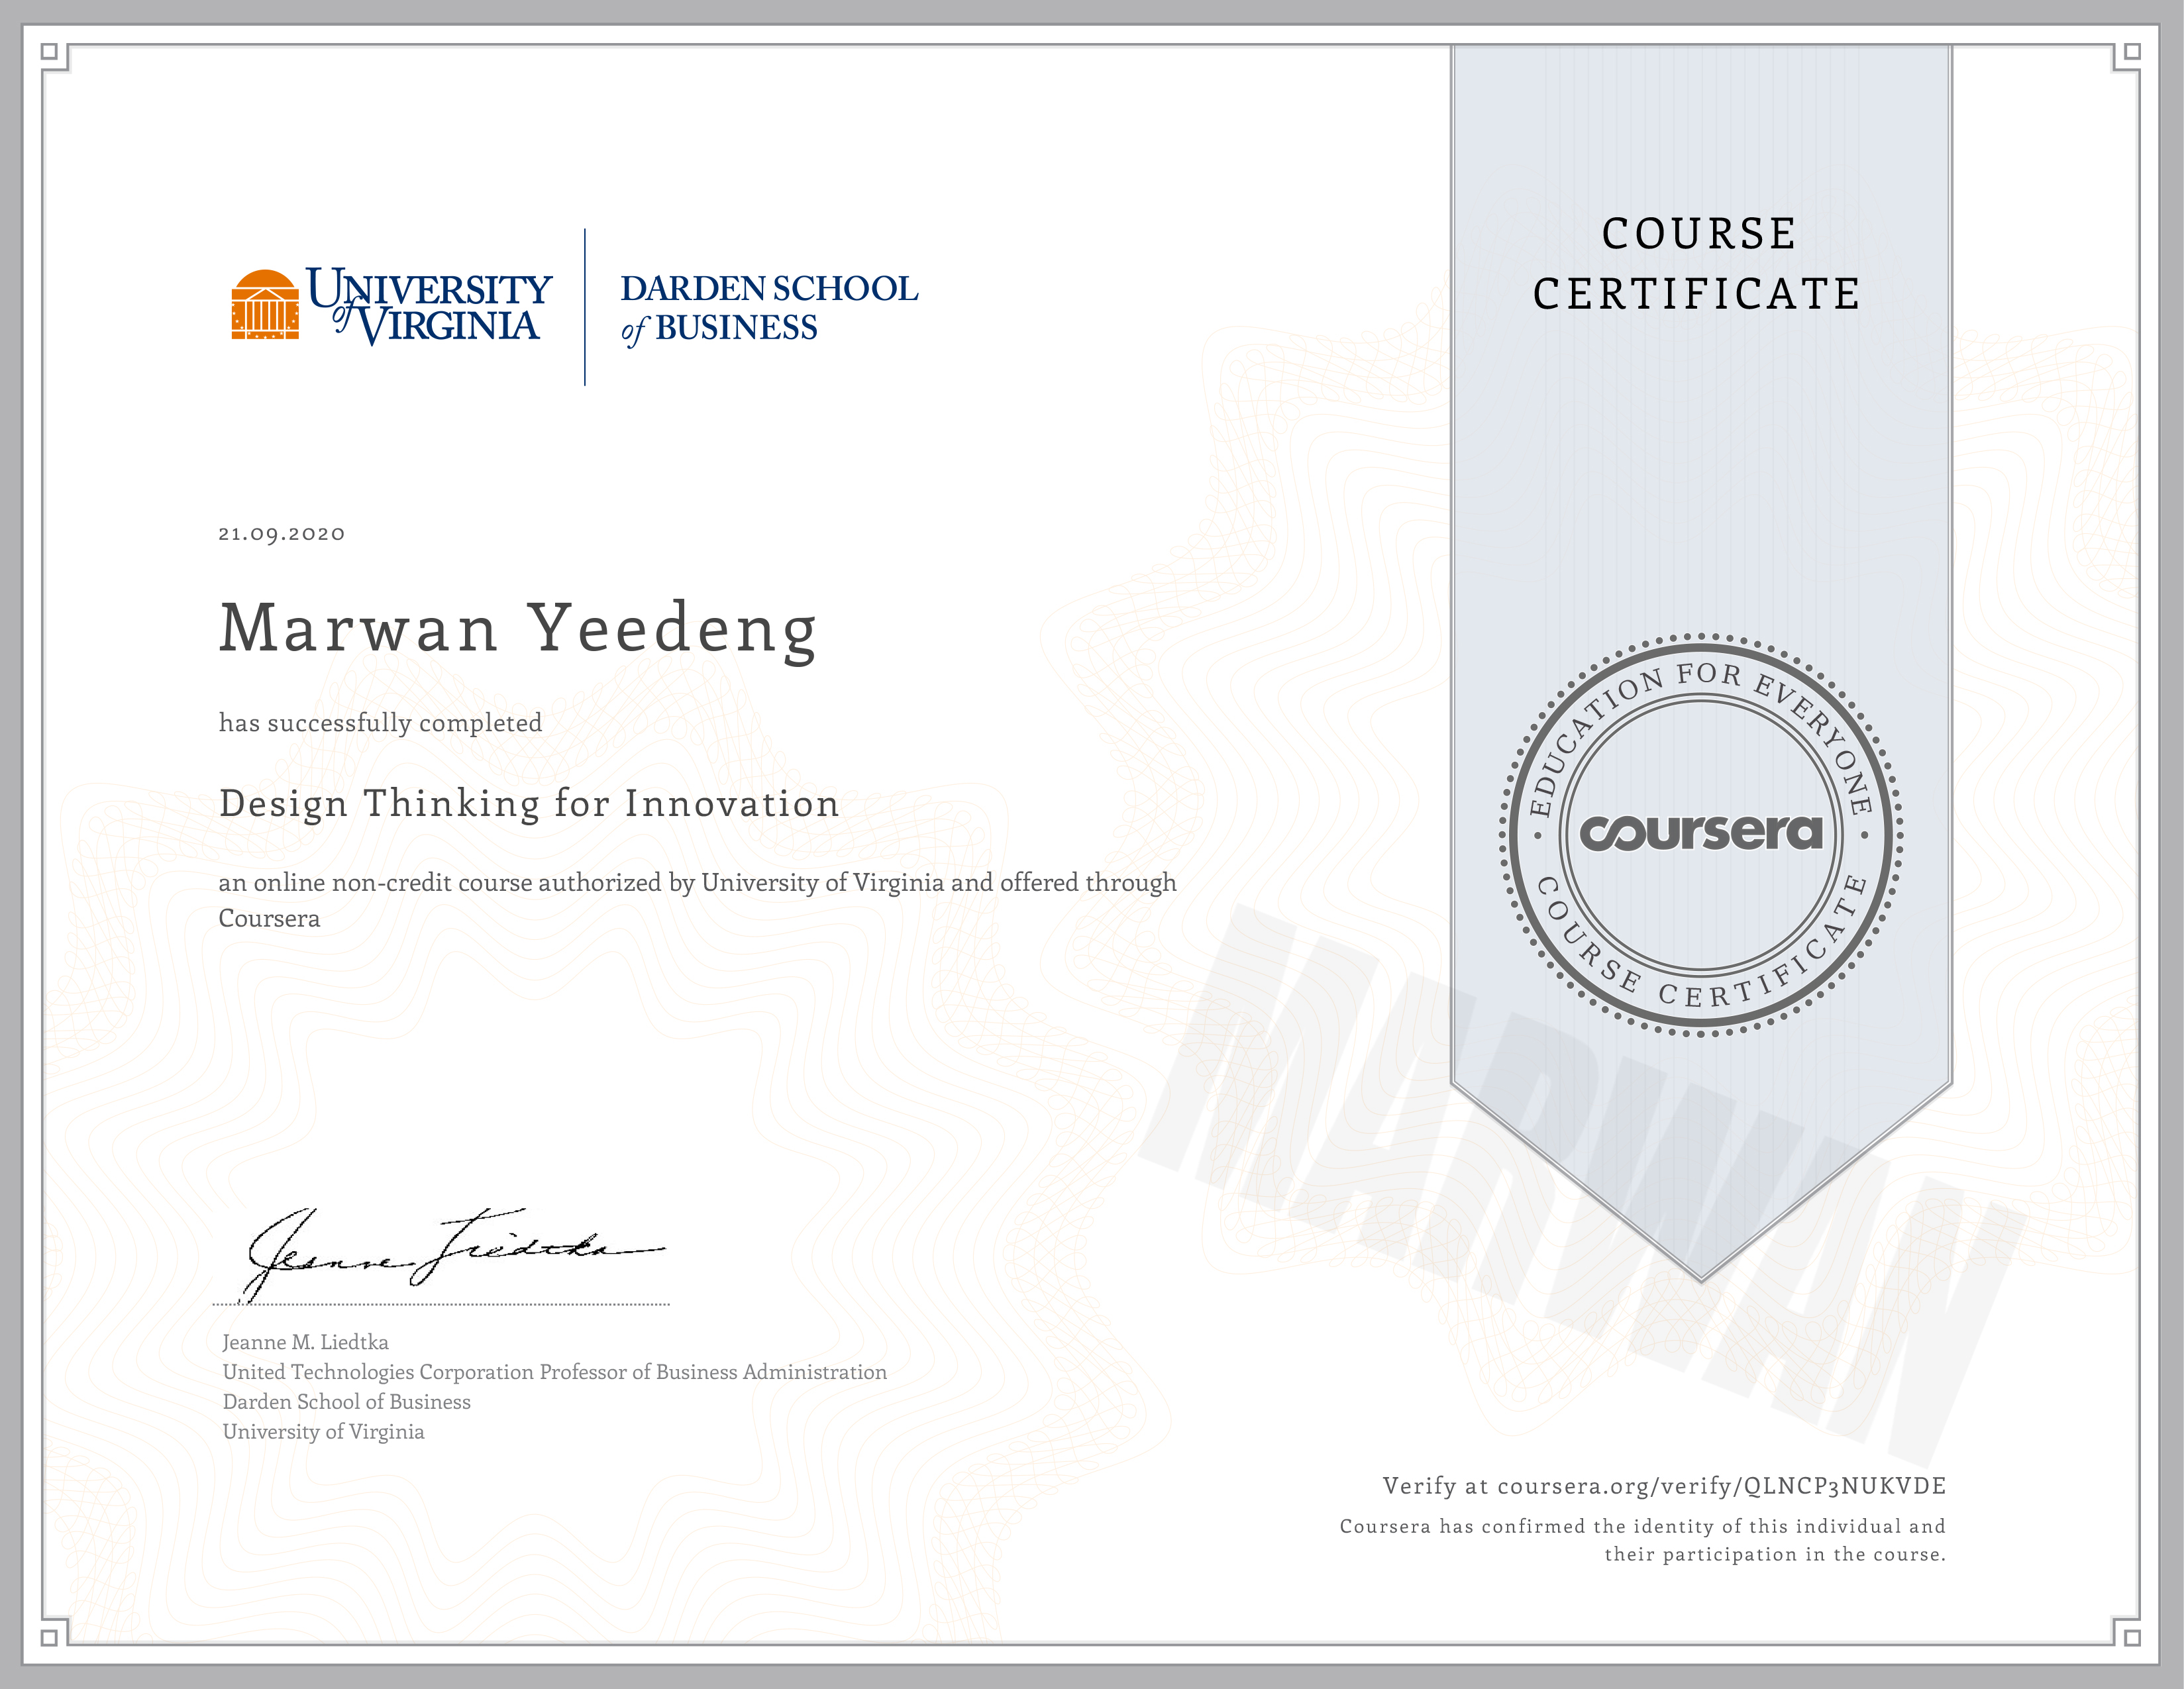 UNIVERSITY
of VIRGINIA
DARDEN SCHOOL
of BUSINESS
COURSE
CERTIFICATE
21.09.2020
Marwan Yeedeng
has successfully completed
Design Thinking for Innovation
an online non-credit course authorized by University of Virginia and offered through
Coursera
EDUCATION FOR EVERYONE
coursera
COURSE CERTIFICATE
MARWAN
Jeanne Liedtka
Jeanne M. Liedtka
United Technologies Corporation Professor of Business Administration
Darden School of Business
University of Virginia
Verify at coursera.org/verify/QLNCP3NUKVDE
Coursera has confirmed the identity of this individual and
their participation in the course.